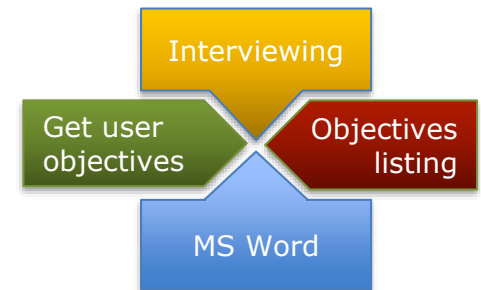 Interviewing
Get user
objectives
Objectives
listing
MS Word